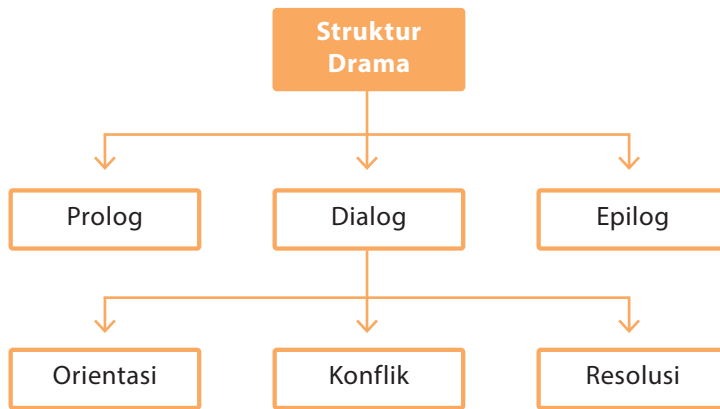 Struktur
Drama
Prolog
Dialog
Epilog
Orientasi
Konflik
Resolusi